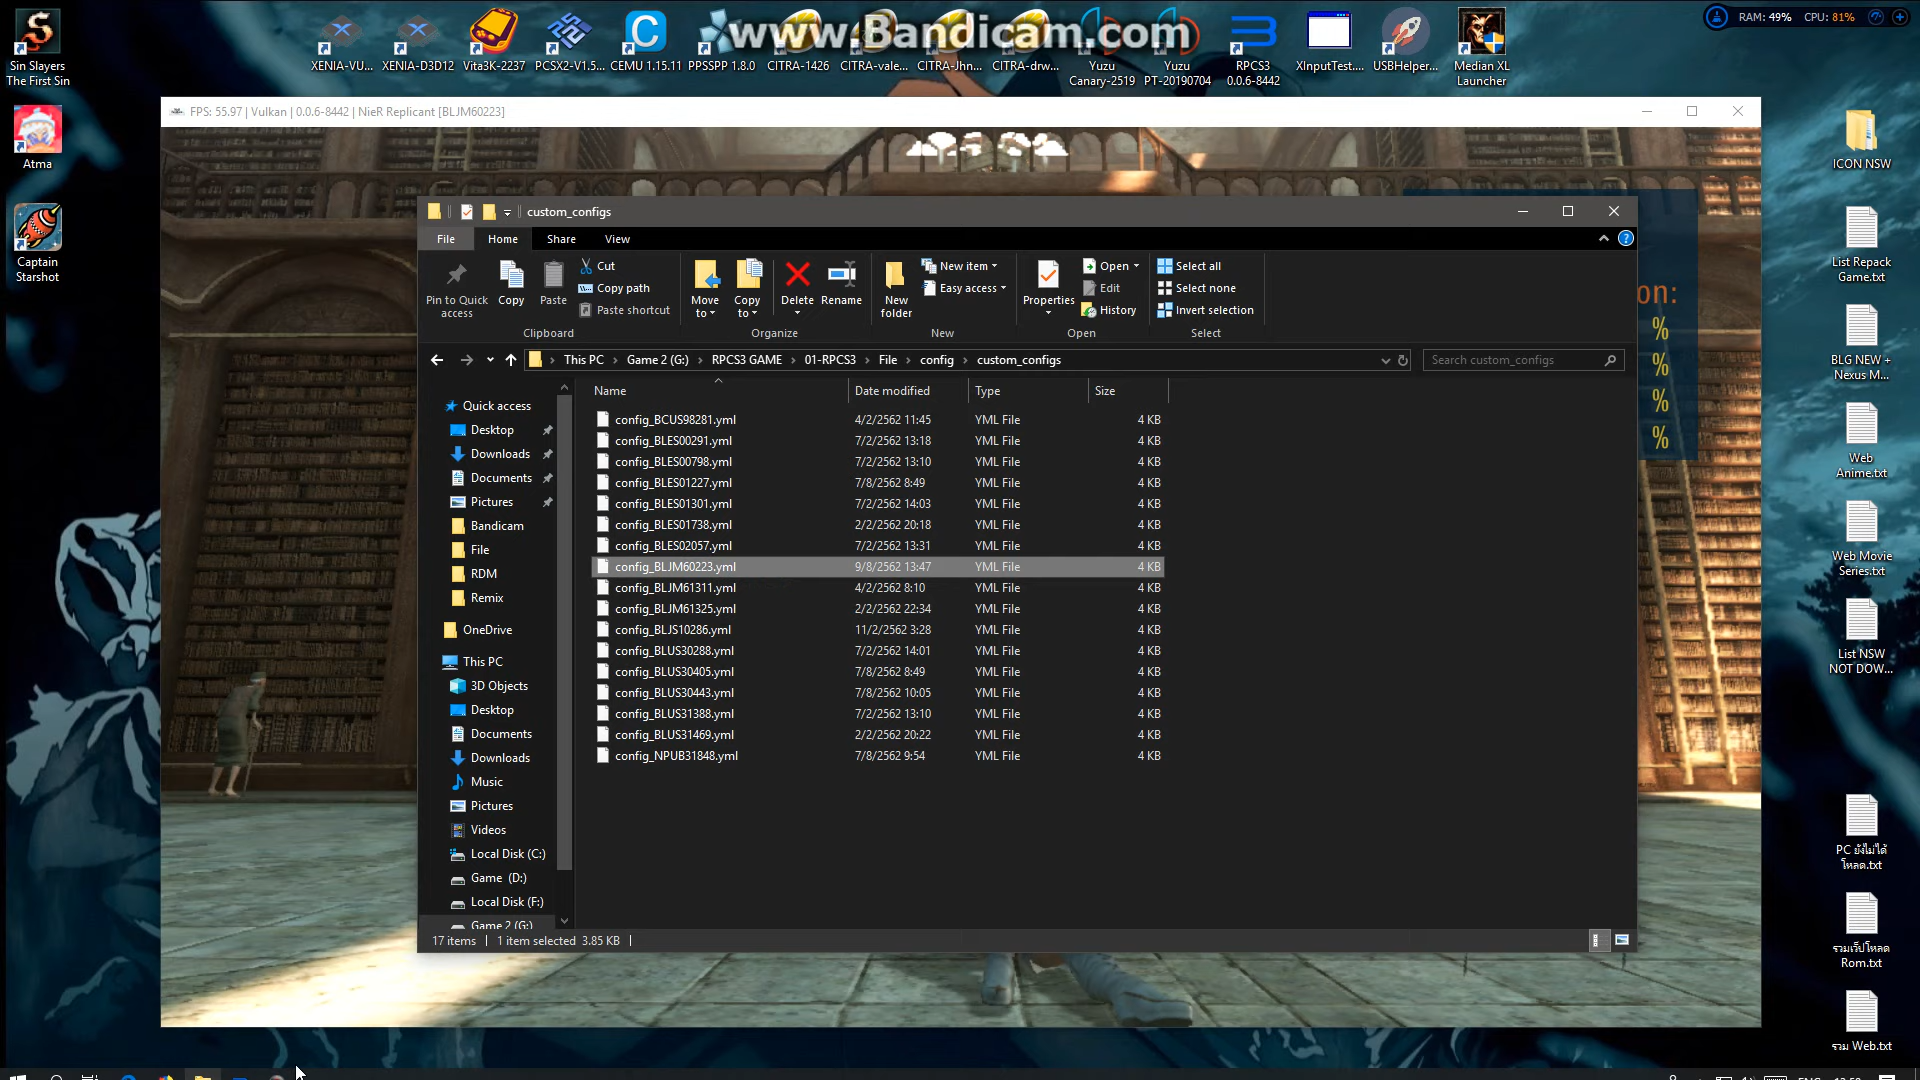 www.Bandicam.com
RAM: 49% CPU: 81%
Sin Slayers
The First Sin
XENIA-VU...
XENIA-D3D12
Vita3K-2237
PCSX2-V1.5...
CEMU 1.15.11
PPSSPP 1.8.0
CITRA-1426
CITRA-vale...
CITRA-Jhn...
CITRA-drw...
Yuzu
Canary-2519
Yuzu
PT-20190704
RPCS3
0.0.6-8442
XInputTest....
USBHelper...
Median XL
Launcher
Atma
Captain
Starshot
FPS: 55.97 | Vulkan | 0.0.6-8442 | NieR Replicant [BLJM60223]
custom_configs
File
Home
Share
View
Pin to Quick
access
Copy
Paste
Cut
Copy path
Paste shortcut
Clipboard
Move
to
Copy
to
Delete
Rename
Organize
New
folder
New item
Easy access
New
Properties
Open
Edit
History
Open
Select all
Select none
Invert selection
Select
This PC
Game 2 (G:)
RPCS3 GAME
01-RPCS3
File
config
custom_configs
Search custom_configs
Name
Date modified
Type
Size
config_BCUS98281.yml 4/2/2562 11:45 YML File 4 KB
config_BLES00291.yml 7/2/2562 13:18 YML File 4 KB
config_BLES00798.yml 7/2/2562 13:10 YML File 4 KB
config_BLES01227.yml 7/8/2562 8:49 YML File 4 KB
config_BLES01301.yml 7/2/2562 14:03 YML File 4 KB
config_BLES01738.yml 2/2/2562 20:18 YML File 4 KB
config_BLES02057.yml 7/2/2562 13:31 YML File 4 KB
config_BLJM60223.yml 9/8/2562 13:47 YML File 4 KB
config_BLJM61311.yml 4/2/2562 8:10 YML File 4 KB
config_BLJM61325.yml 2/2/2562 22:34 YML File 4 KB
config_BLJS10286.yml 11/2/2562 3:28 YML File 4 KB
config_BLUS30288.yml 7/2/2562 14:01 YML File 4 KB
config_BLUS30405.yml 7/8/2562 8:49 YML File 4 KB
config_BLUS30443.yml 7/8/2562 10:05 YML File 4 KB
config_BLUS31388.yml 7/2/2562 13:10 YML File 4 KB
config_BLUS31469.yml 2/2/2562 20:22 YML File 4 KB
config_NPUB31848.yml 7/8/2562 9:54 YML File 4 KB
Quick access
Desktop
Downloads
Documents
Pictures
Bandicam
File
RDM
Remix
OneDrive
This PC
3D Objects
Desktop
Documents
Downloads
Music
Pictures
Videos
Local Disk (C:)
Game (D:)
Local Disk (F:)
Game 2 (G:)
17 items
1 item selected 3.85 KB
on:
%
%
%
%
ICON NSW
List Repack
Game.txt
BLG NEW +
Nexus M...
Web
Anime.txt
Web Movie
Series.txt
List NSW
NOT DOW...
PC ยังไม่ได้
โหลด.txt
รวมเว็ปโหลด
Rom.txt
รวม Web.txt